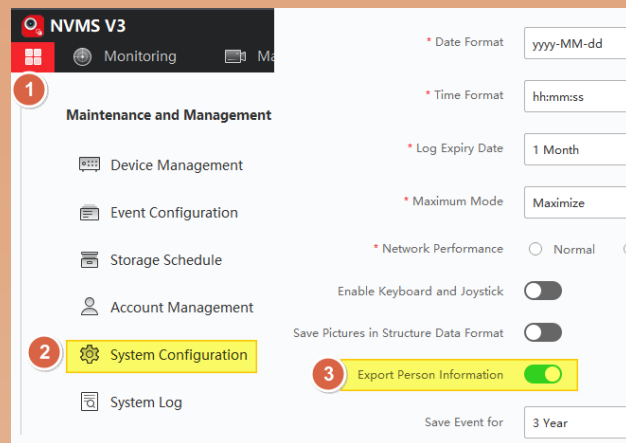 NVMS V3
Monitoring
Ma
1
Maintenance and Management
Device Management
Event Configuration
Storage Schedule
Account Management
2
System Configuration
System Log
* Date Format
yyyy-MM-dd
* Time Format
hh:mm:ss
* Log Expiry Date
1 Month
* Maximum Mode
Maximize
* Network Performance
Normal
Enable Keyboard and Joystick
Save Pictures in Structure Data Format
3
Export Person Information
Save Event for
3 Year